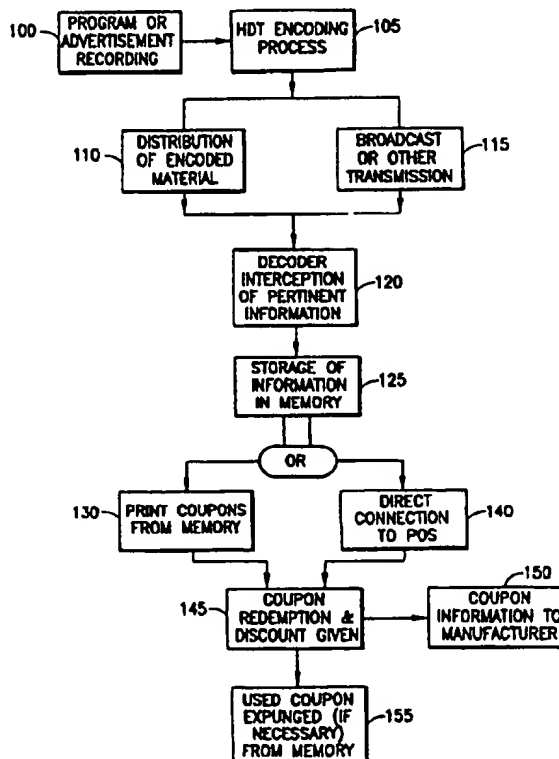 100
PROGRAM OR
ADVERTISEMENT
RECORDING
HDT ENCODING
PROCESS
105
110
DISTRIBUTION
OF ENCODED
MATERIAL
BROADCAST
OR OTHER
TRANSMISSION
115
DECODER
INTERCEPTION
OF PERTINENT
INFORMATION
120
STORAGE OF
INFORMATION
IN MEMORY
125
OR
130
PRINT COUPONS
FROM MEMORY
DIRECT
CONNECTION
TO POS
140
145
COUPON
REDEMPTION &
DISCOUNT GIVEN
150
COUPON
INFORMATION TO
MANUFACTURER
USED COUPON
EXPUNGED (IF
NECESSARY)
FROM MEMORY
155